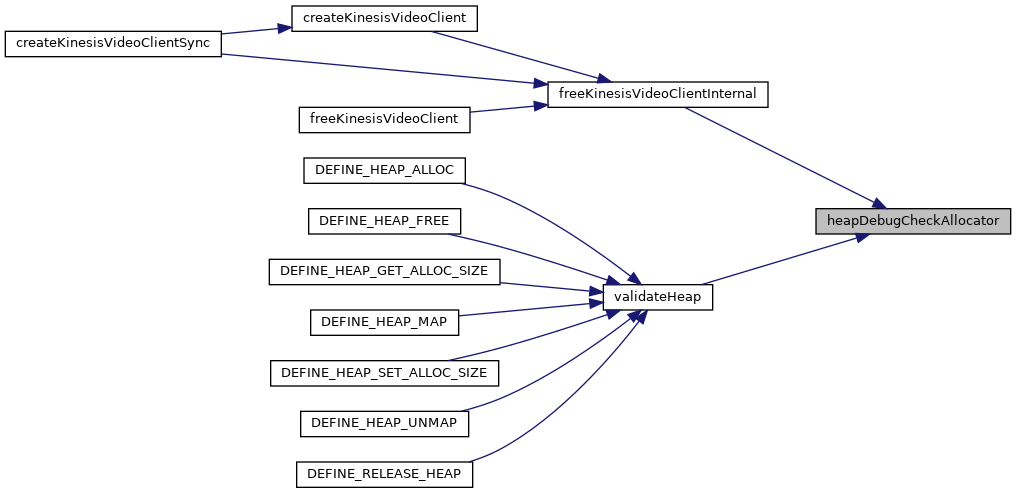 createKinesisVideoClient
createKinesisVideoClientSync
freeKinesisVideoClientInternal
freeKinesisVideoClient
DEFINE_HEAP_ALLOC
DEFINE_HEAP_FREE
heapDebugCheckAllocator
DEFINE_HEAP_GET_ALLOC_SIZE
validateHeap
DEFINE_HEAP_MAP
DEFINE_HEAP_SET_ALLOC_SIZE
DEFINE_HEAP_UNMAP
DEFINE_RELEASE_HEAP